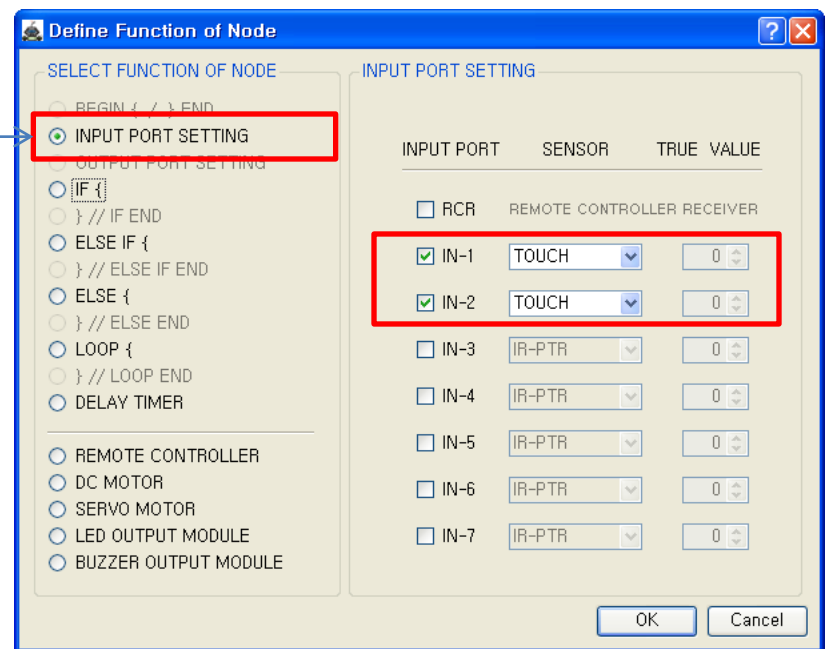 Define Function of Node
SELECT FUNCTION OF NODE
BEGIN { / } END
INPUT PORT SETTING
OUTPUT PORT SETTING
IF {
} // IF END
ELSE IF {
} // ELSE IF END
ELSE {
} // ELSE END
LOOP {
} // LOOP END
DELAY TIMER
REMOTE CONTROLLER
DC MOTOR
SERVO MOTOR
LED OUTPUT MODULE
BUZZER OUTPUT MODULE
INPUT PORT SETTING
INPUT PORT SENSOR TRUE VALUE
RCR REMOTE CONTROLLER RECEIVER
IN-1 TOUCH 0
IN-2 TOUCH 0
IN-3 IR-PTR 0
IN-4 IR-PTR 0
IN-5 IR-PTR 0
IN-6 IR-PTR 0
IN-7 IR-PTR 0
OK Cancel